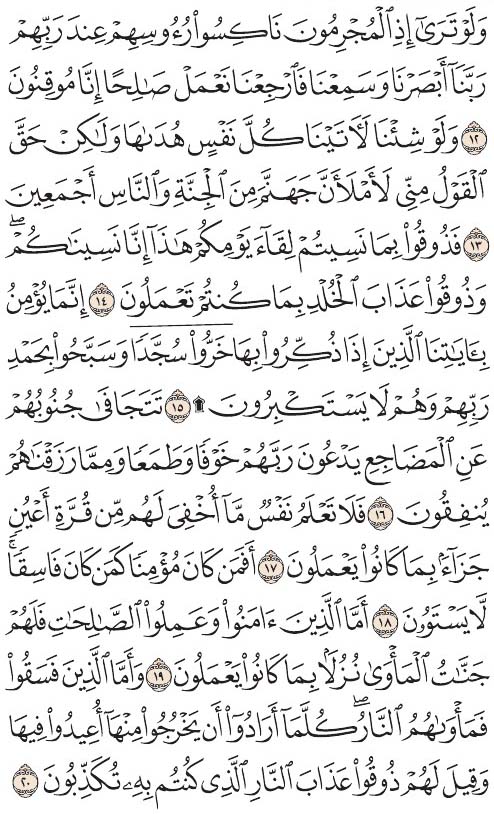 وَلَوْ تَرَىٰٓ إِذِ ٱلْمُجْرِمُونَ نَاكِسُوا۟ رُءُوسِهِمْ عِندَ رَبِّهِمْ
رَبَّنَآ أَبْصَرْنَا وَسَمِعْنَا فَٱرْجِعْنَا نَعْمَلْ صَٰلِحًا إِنَّا مُوقِنُونَ
١٢ وَلَوْ شِئْنَا لَءَاتَيْنَا كُلَّ نَفْسٍ هُدَىٰهَا وَلَٰكِنْ حَقَّ
ٱلْقَوْلُ مِنِّى لَأَمْلَأَنَّ جَهَنَّمَ مِنَ ٱلْجِنَّةِ وَٱلنَّاسِ أَجْمَعِينَ
١٣ فَذُوقُوا۟ بِمَا نَسِيتُمْ لِقَآءَ يَوْمِكُمْ هَٰذَآ إِنَّا نَسِينَٰكُمْ ۖ
وَذُوقُوا۟ عَذَابَ ٱلْخُلْدِ بِمَا كُنتُمْ تَعْمَلُونَ ١٤ إِنَّمَا يُؤْمِنُ
بِـَٔايَٰتِنَا ٱلَّذِينَ إِذَا ذُكِّرُوا۟ بِهَا خَرُّوا۟ سُجَّدًا وَسَبَّحُوا۟ بِحَمْدِ
رَبِّهِمْ وَهُمْ لَا يَسْتَكْبِرُونَ ۩ ١٥ تَتَجَافَىٰ جُنُوبُهُمْ
عَنِ ٱلْمَضَاجِعِ يَدْعُونَ رَبَّهُمْ خَوْفًا وَطَمَعًا وَمِمَّا رَزَقْنَٰهُمْ
يُنفِقُونَ ١٦ فَلَا تَعْلَمُ نَفْسٌ مَّآ أُخْفِىَ لَهُم مِّن قُرَّةِ أَعْيُنٍ
جَزَآءًۢ بِمَا كَانُوا۟ يَعْمَلُونَ ١٧ أَفَمَن كَانَ مُؤْمِنًا كَمَن كَانَ فَاسِقًا ۚ
لَّا يَسْتَوُۥنَ ١٨ أَمَّا ٱلَّذِينَ ءَامَنُوا۟ وَعَمِلُوا۟ ٱلصَّٰلِحَٰتِ فَلَهُمْ
جَنَّٰتُ ٱلْمَأْوَىٰ نُزُلًۢا بِمَا كَانُوا۟ يَعْمَلُونَ ١٩ وَأَمَّا ٱلَّذِينَ فَسَقُوا۟
فَمَأْوَىٰهُمُ ٱلنَّارُ ۖ كُلَّمَآ أَرَادُوٓا۟ أَن يَخْرُجُوا۟ مِنْهَآ أُعِيدُوا۟ فِيهَا
وَقِيلَ لَهُمْ ذُوقُوا۟ عَذَابَ ٱلنَّارِ ٱلَّذِى كُنتُم بِهِۦ تُكَذِّبُونَ ٢٠